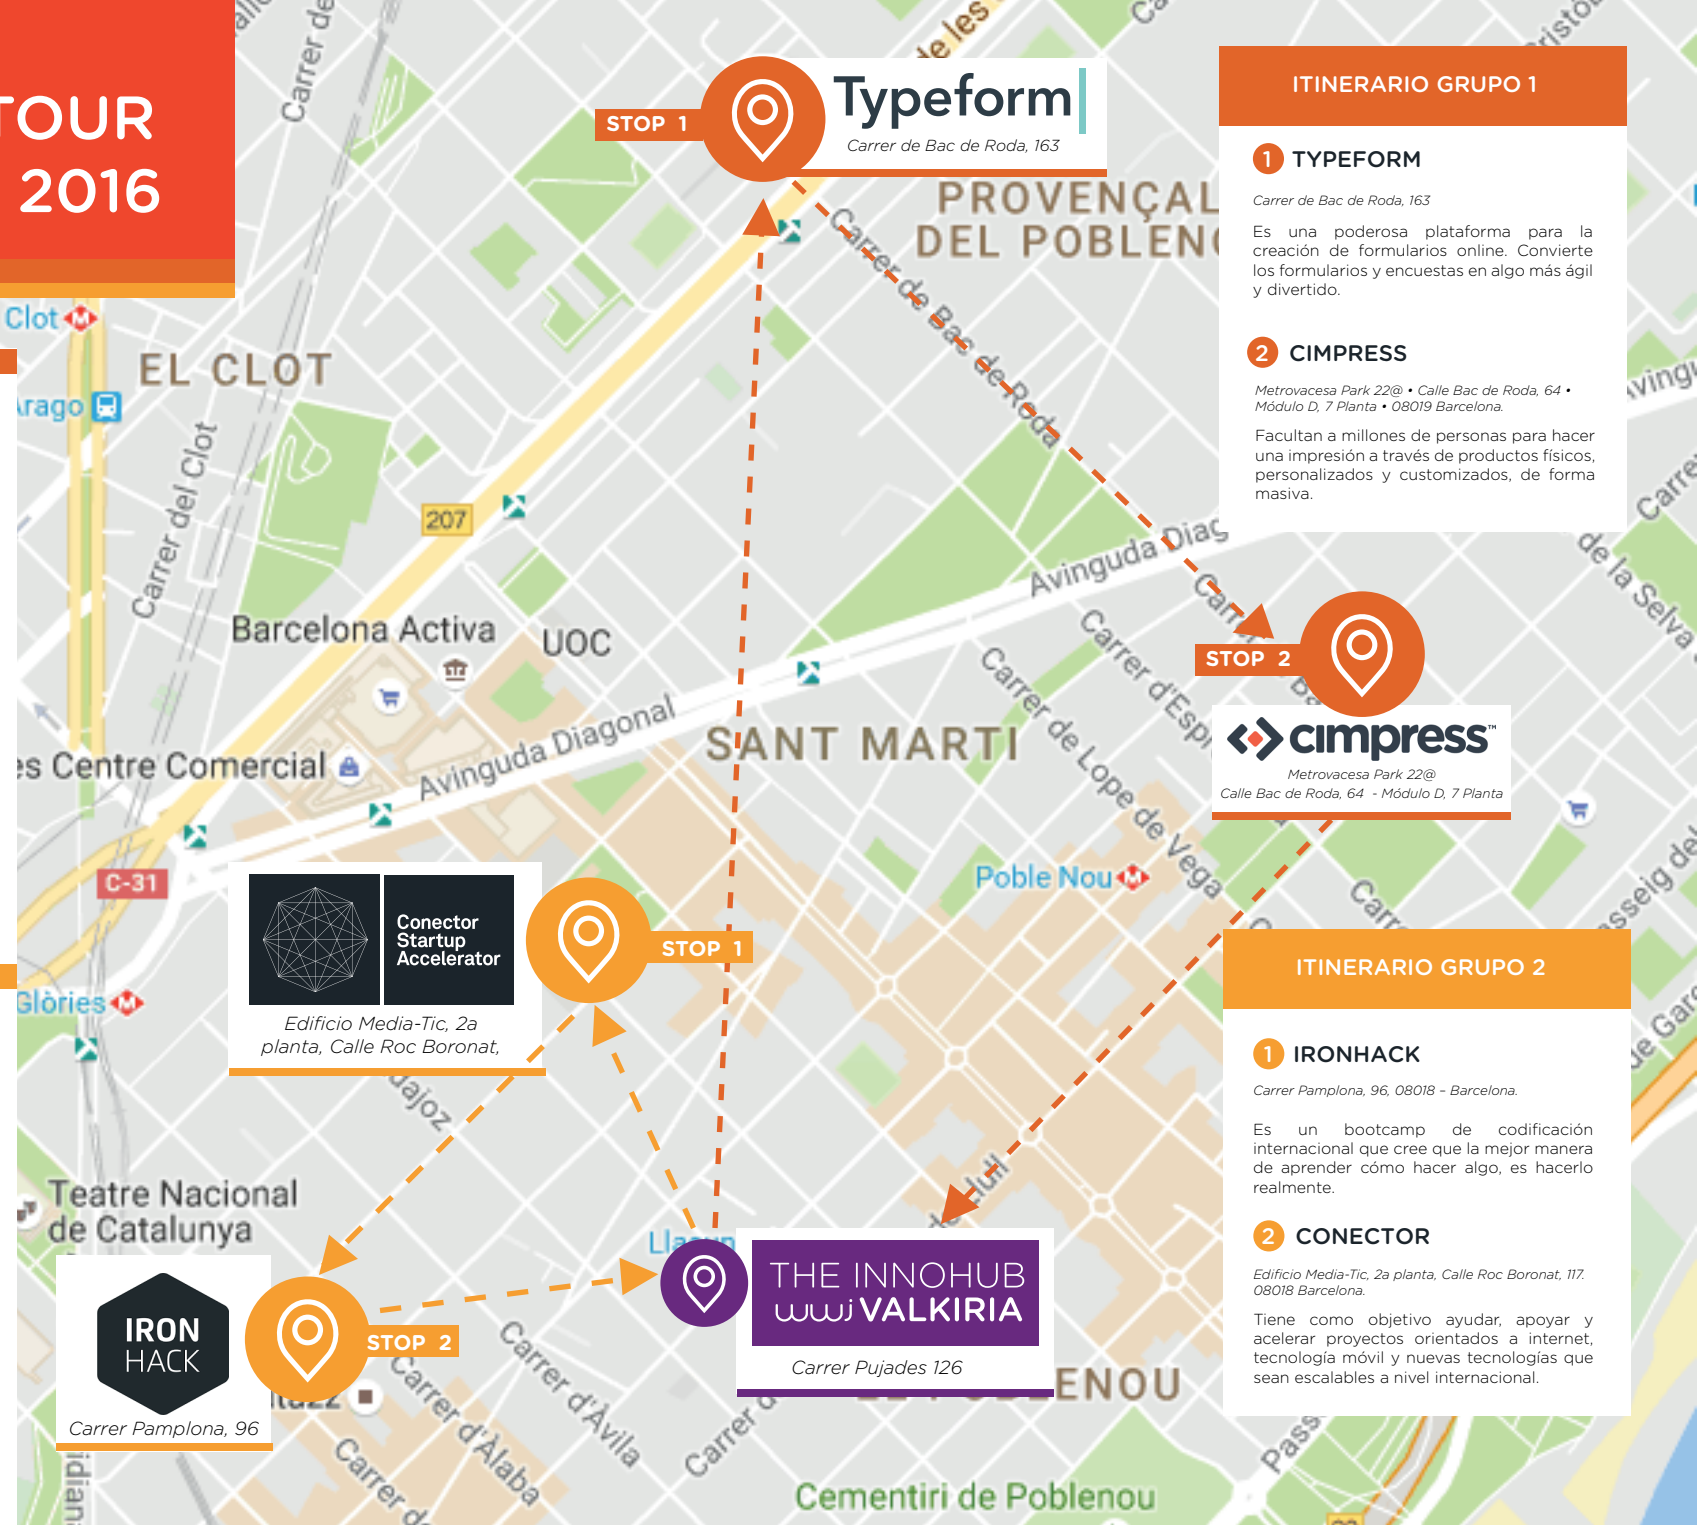 TOUR
2016
STOP 1
Typeform
Carrer de Bac de Roda, 163
ITINERARIO GRUPO 1
1 TYPEFORM
Carrer de Bac de Roda, 163
Es una poderosa plataforma para la
creación de formularios online. Convierte
los formularios y encuestas en algo más ágil
y divertido.
2 CIMPRESS
Metrovacesa Park 22@ • Calle Bac de Roda, 64 •
Módulo D, 7 Planta • 08019 Barcelona.
Facultan a millones de personas para hacer
una impresión a través de productos físicos,
personalizados y customizados, de forma
masiva.
PROVENÇAL
DEL POBLEN
Carrer de Bac de Roda
Clot
EL CLOT
Carrer del Clot
207
Barcelona Activa
UOC
Avinguda Diag
Carrer d'Esp
Carrer de Lope de Vega
de la Selva
STOP 2
cimpress™
Metrovacesa Park 22@
Calle Bac de Roda, 64 - Módulo D, 7 Planta
Centre Comercial
Avinguda Diagonal
SANT MARTI
C-31
Poble Nou
Conector
Startup
Accelerator
Edificio Media-Tic, 2a
planta, Calle Roc Boronat,
STOP 1
Glòries
ITINERARIO GRUPO 2
1 IRONHACK
Carrer Pamplona, 96, 08018 – Barcelona.
Es un bootcamp de codificación
internacional que cree que la mejor manera
de aprender cómo hacer algo, es hacerlo
realmente.
2 CONECTOR
Edificio Media-Tic, 2a planta, Calle Roc Boronat, 117.
08018 Barcelona.
Tiene como objetivo ayudar, apoyar y
acelerar proyectos orientados a internet,
tecnología móvil y nuevas tecnologías que
sean escalables a nivel internacional.
Teatre Nacional
de Catalunya
IRON
HACK
Carrer Pamplona, 96
STOP 2
THE INNOHUB
wwj VALKIRIA
Carrer Pujades 126
ENOU
Carrer d'Àvila
Carrer d'Àlaba
Cementiri de Poblenou